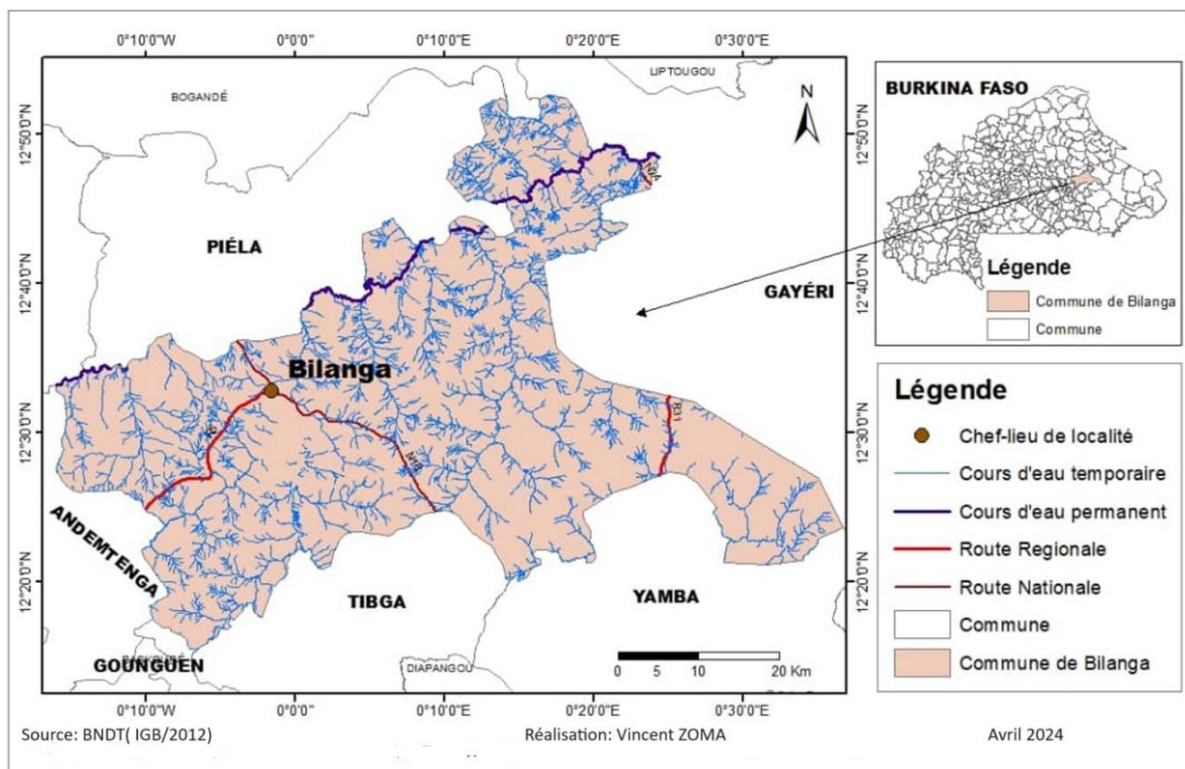 0°10'0"W 0°0'0" 0°10'0"E 0°20'0"E 0°30'0"E
12°50'0"N
12°40'0"N
12°30'0"N
12°20'0"N
BOGANDÉ
LIPTOUGOU
N
PIÉLA
GAYÉRI
Bilanga
R31
ANDEMTENGA
TIBGA
YAMBA
GOUNGUEN
DIAPANGOU
0 5 10 20 Km
12°50'0"N
12°40'0"N
12°30'0"N
12°20'0"N
0°10'0"W 0°0'0" 0°10'0"E 0°20'0"E 0°30'0"E
BURKINA FASO
Légende
Commune de Bilanga
Commune
Légende
Chef-lieu de localité
Cours d'eau temporaire
Cours d'eau permanent
Route Regionale
Route Nationale
Commune
Commune de Bilanga
Source: BNDT( IGB/2012)
Réalisation: Vincent ZOMA
Avril 2024